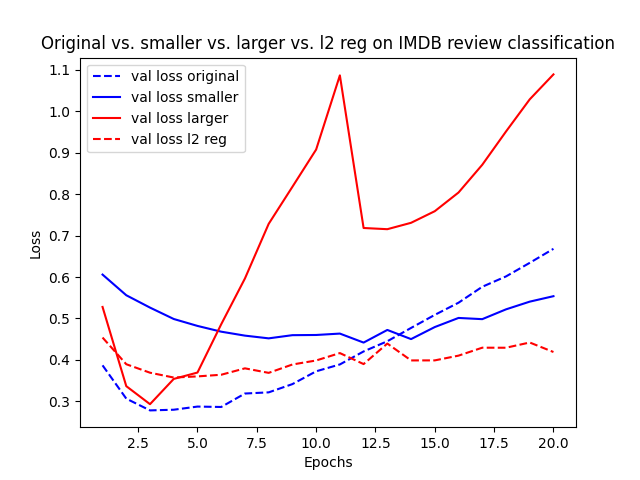 Original vs. smaller vs. larger vs. l2 reg on IMDB review classification
val loss original
val loss smaller
val loss larger
val loss l2 reg
Loss
1.1
1.0
0.9
0.8
0.7
0.6
0.5
0.4
0.3
2.5 5.0 7.5 10.0 12.5 15.0 17.5 20.0
Epochs